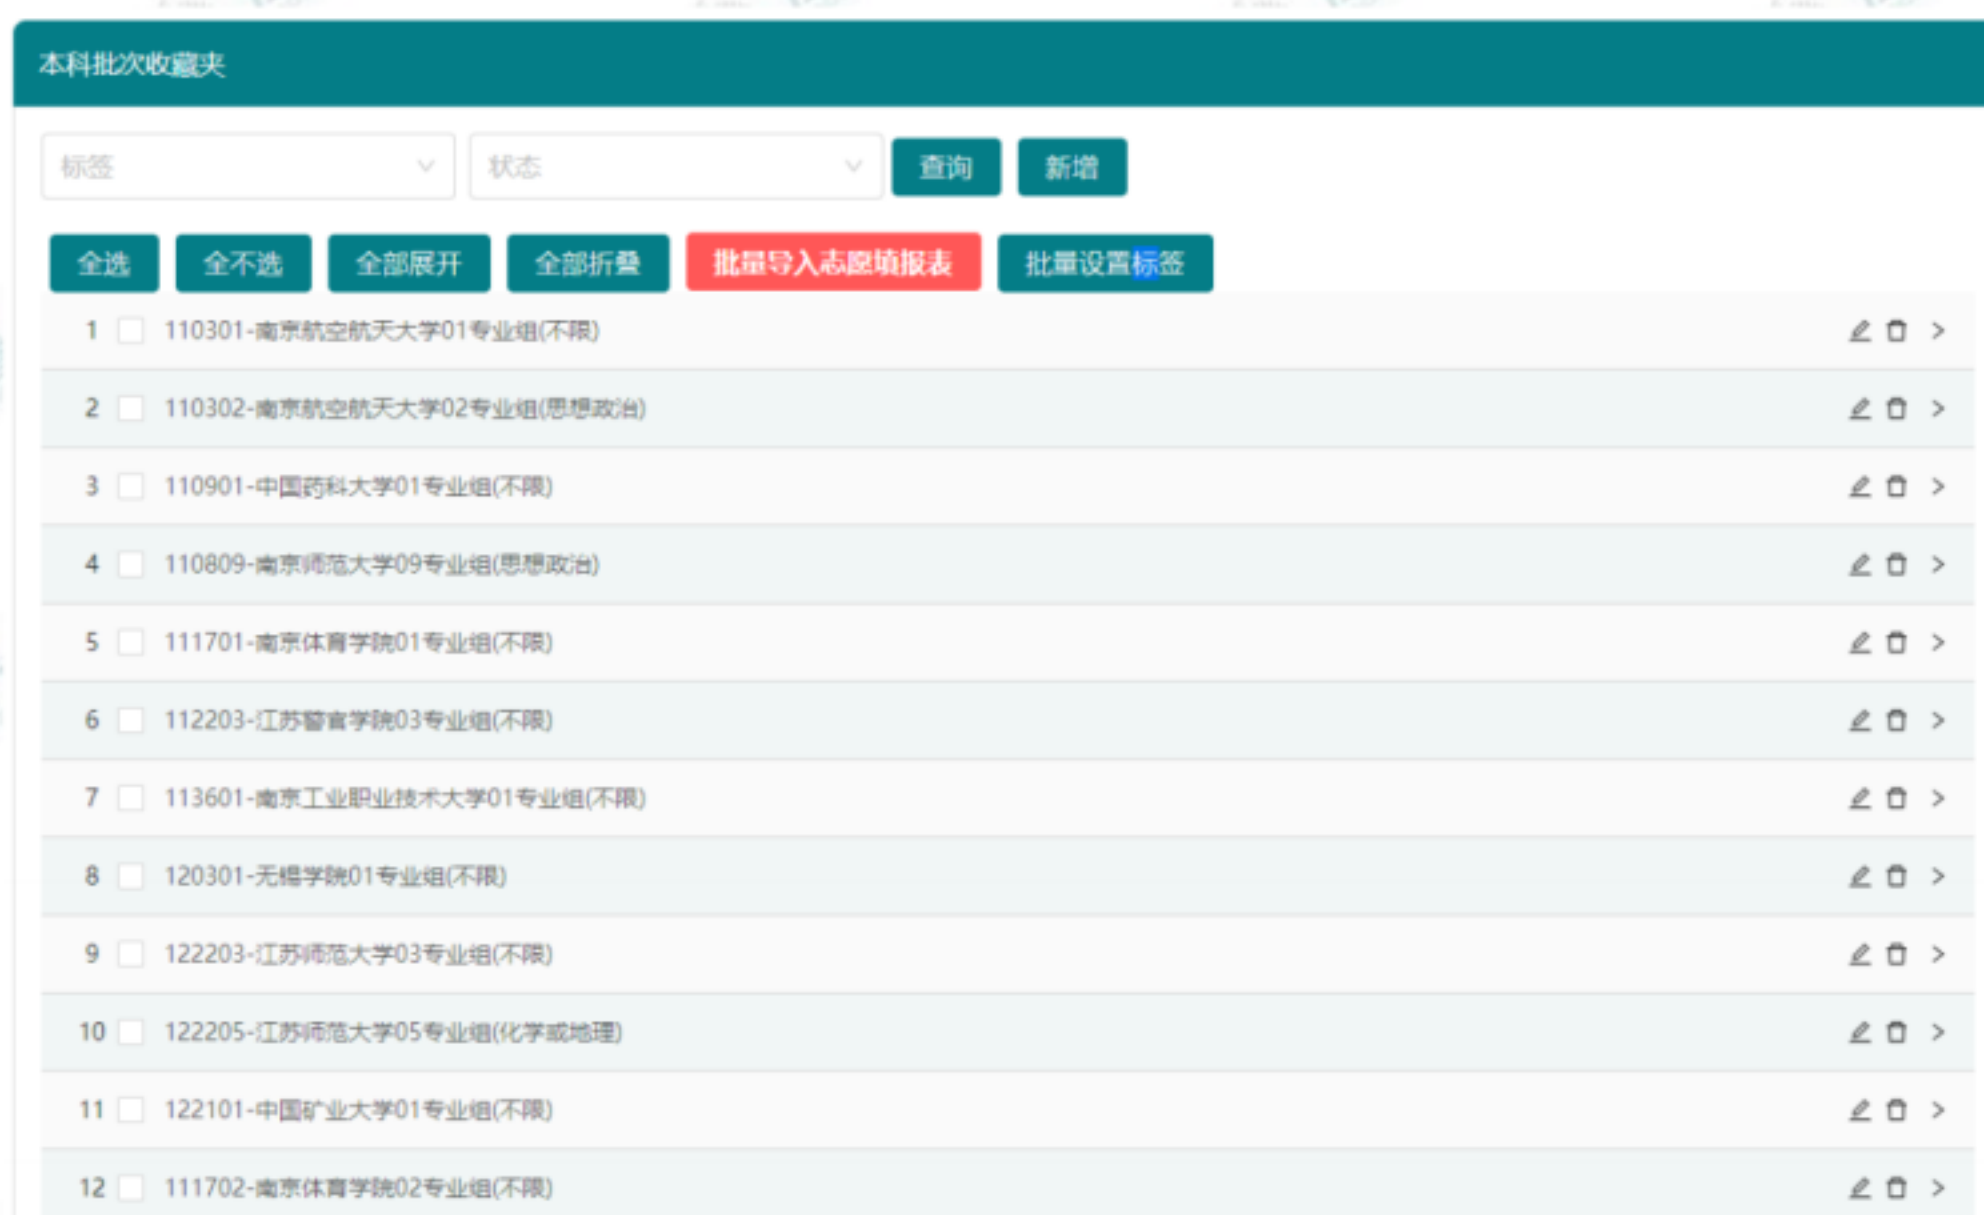 本科批次收藏夹
标签 状态 查询 新增
全选 全不选 全部展开 全部折叠 批量导入志愿填报表 批量设置标签
1 110301-南京航空航天大学01专业组(不限)
2 110302-南京航空航天大学02专业组(思想政治)
3 110901-中国药科大学01专业组(不限)
4 110809-南京师范大学09专业组(思想政治)
5 111701-南京体育学院01专业组(不限)
6 112203-江苏警官学院03专业组(不限)
7 113601-南京工业职业技术大学01专业组(不限)
8 120301-无锡学院01专业组(不限)
9 122203-江苏师范大学03专业组(不限)
10 122205-江苏师范大学05专业组(化学或地理)
11 122101-中国矿业大学01专业组(不限)
12 111702-南京体育学院02专业组(不限)